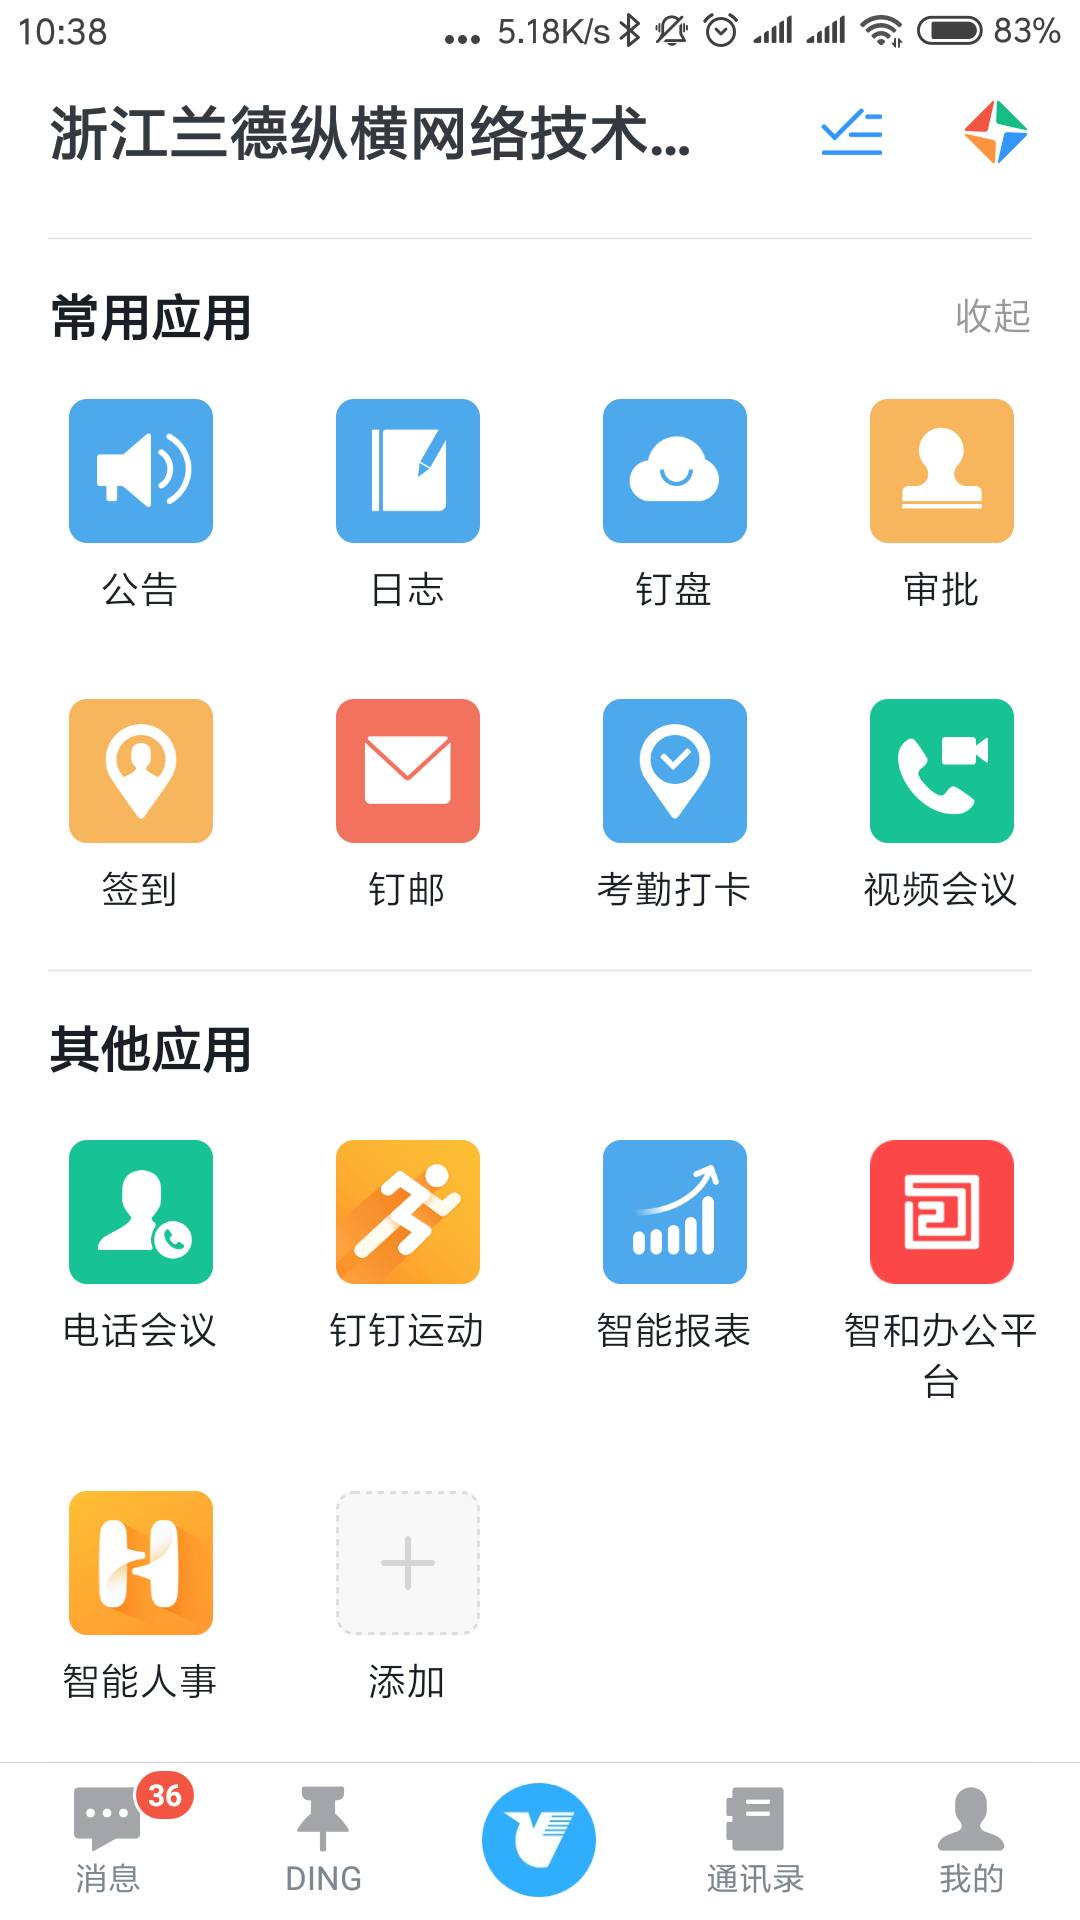 10:38 ... 5.18K/s 83%
浙江兰德纵横网络技术...
常用应用 收起
公告 日志 钉盘 审批
签到 钉邮 考勤打卡 视频会议
其他应用
电话会议 钉钉运动 智能报表 智和办公平
台
智能人事 添加
36
消息 DING 通讯录 我的